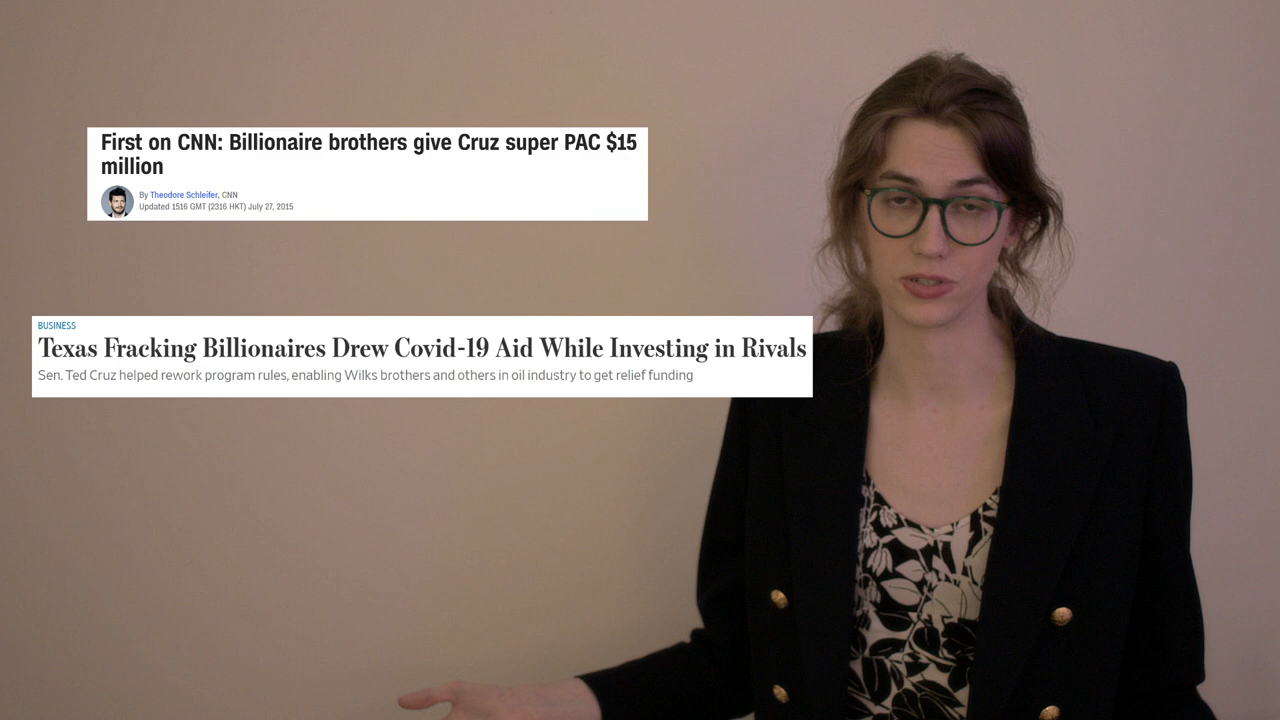 First on CNN: Billionaire brothers give Cruz super PAC $15
million
By Theodore Schleifer, CNN
Updated 1516 GMT (2316 HKT) July 27, 2015
BUSINESS
Texas Fracking Billionaires Drew Covid-19 Aid While Investing in Rivals
Sen. Ted Cruz helped rework program rules, enabling Wilks brothers and others in oil industry to get relief funding